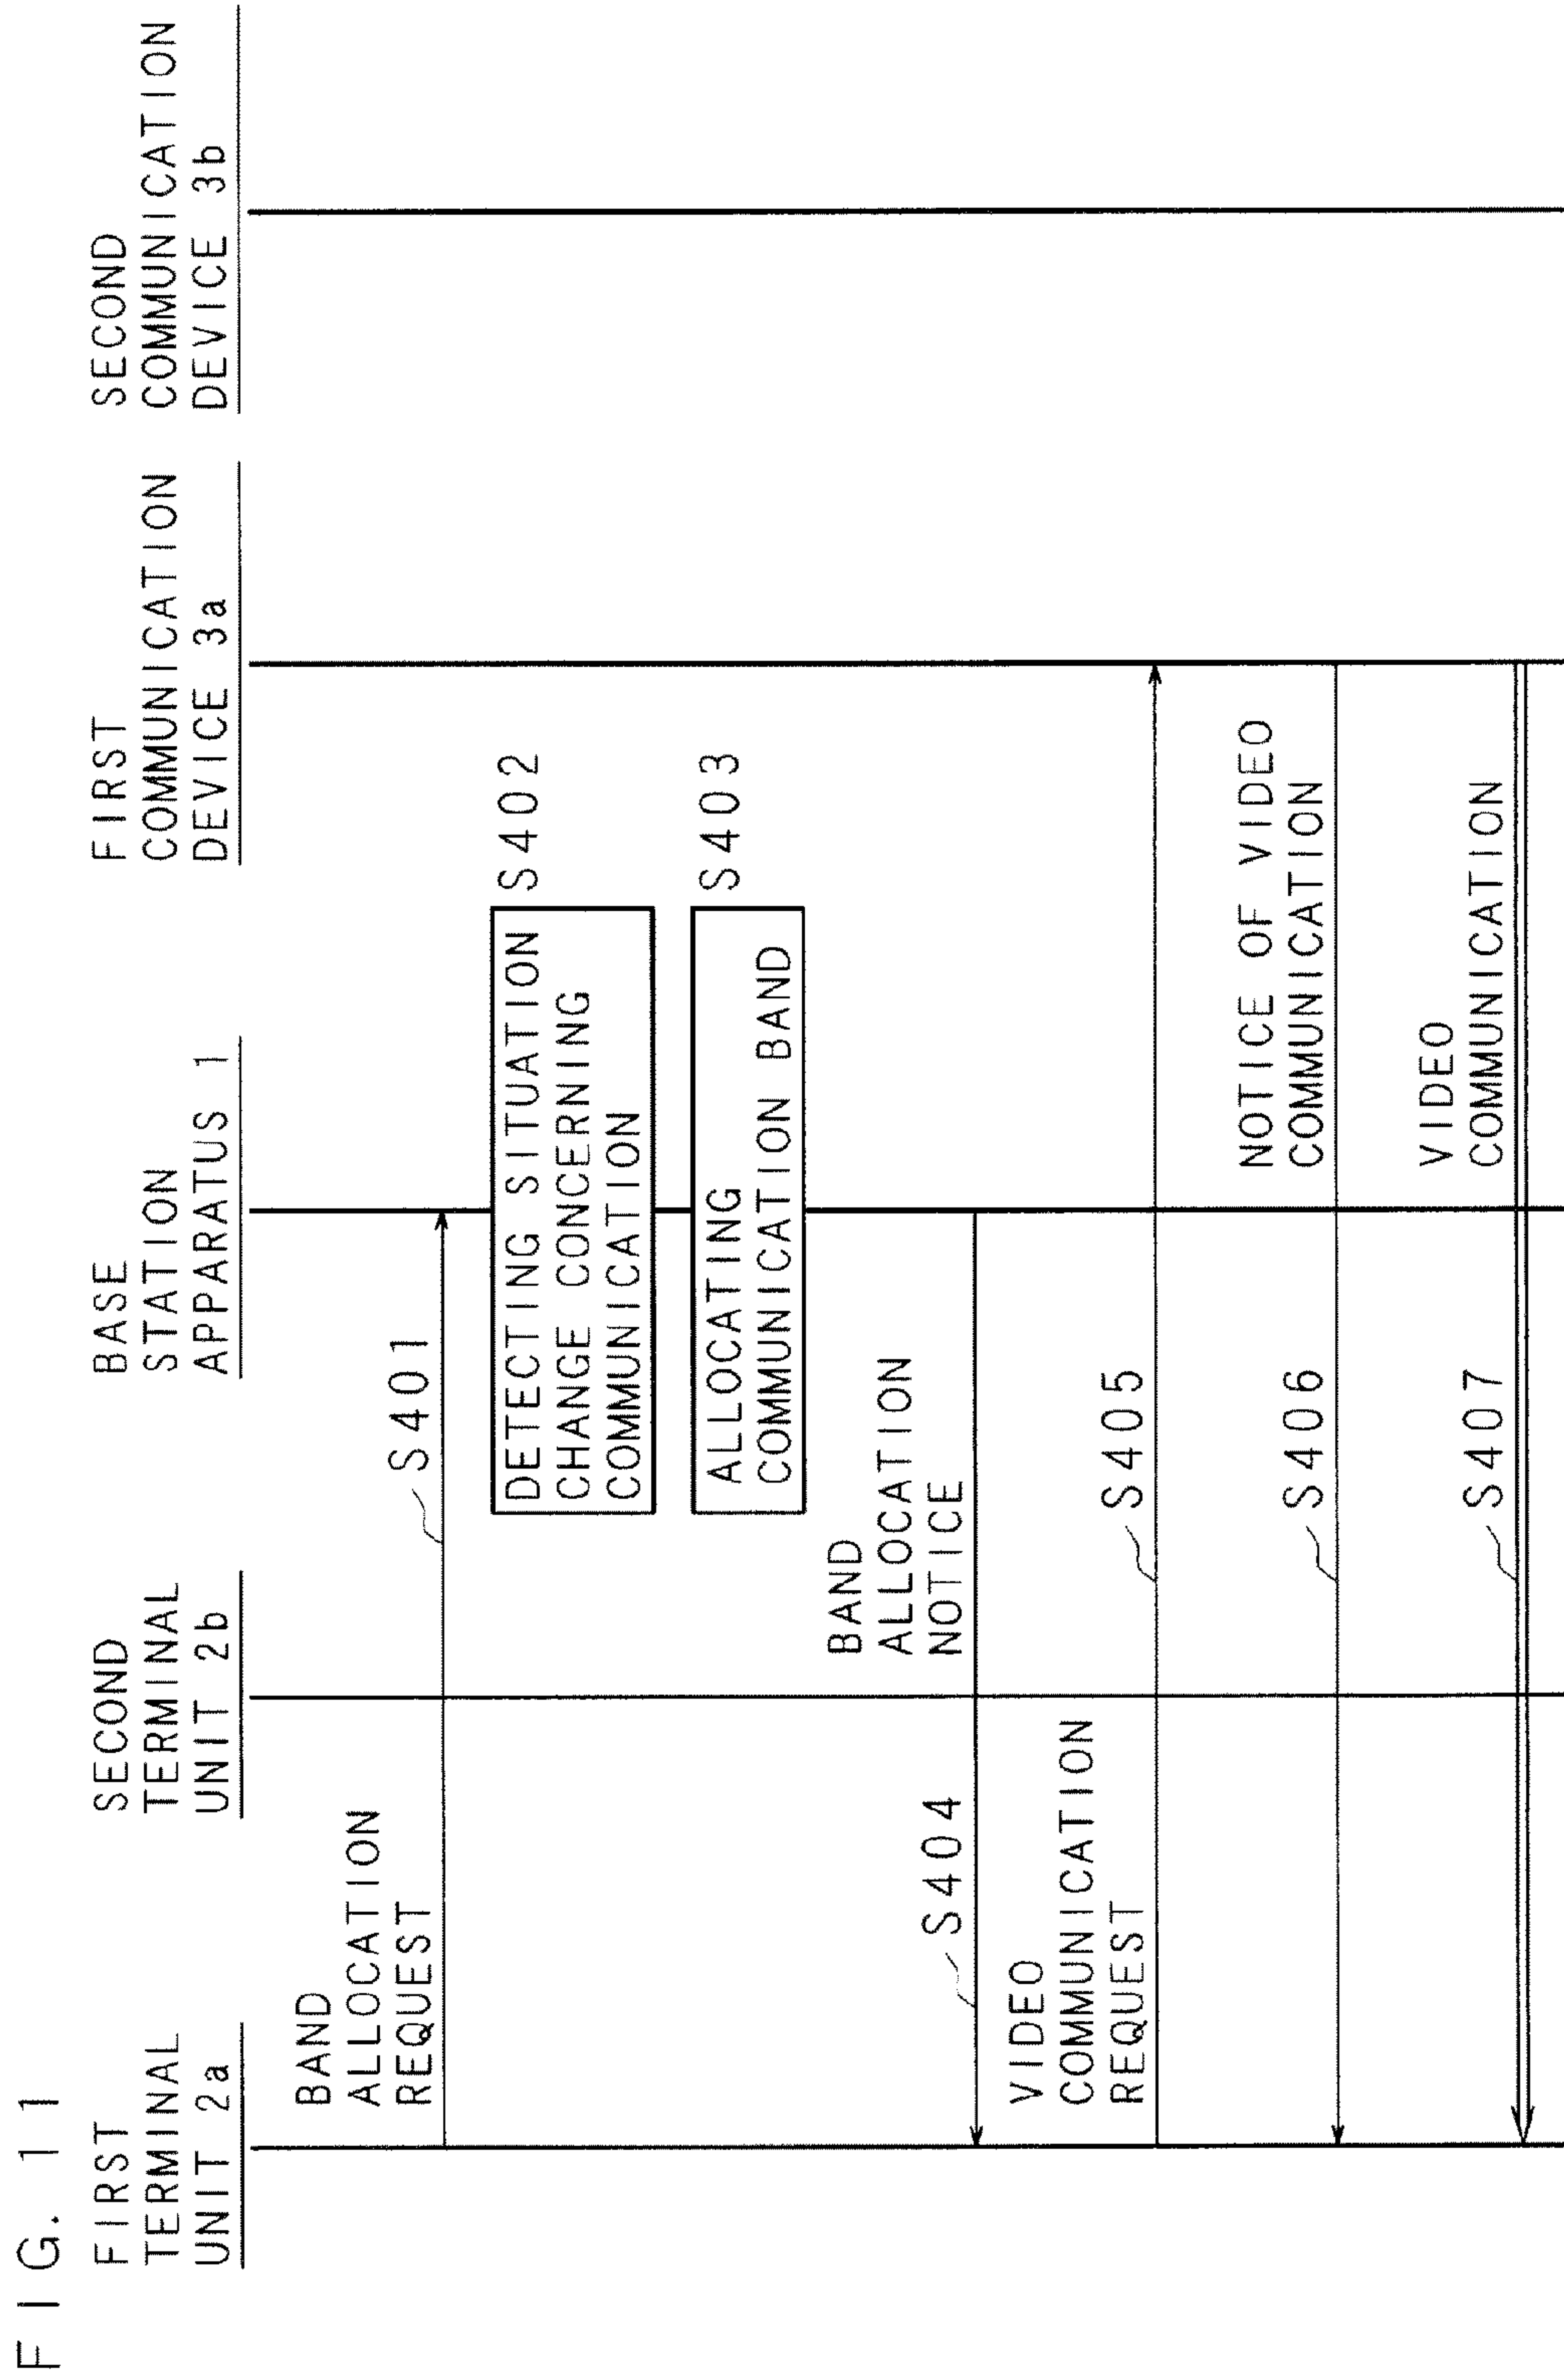 FIG. 11
FIRST
TERMINAL
UNIT 2a
SECOND
TERMINAL
UNIT 2b
BASE
STATION
APPARATUS 1
FIRST
COMMUNICATION
DEVICE 3a
SECOND
COMMUNICATION
DEVICE 3b
BAND
ALLOCATION
REQUEST
S401
DETECTING SITUATION
CHANGE CONCERNING
COMMUNICATION
S402
ALLOCATING
COMMUNICATION BAND
S403
BAND
ALLOCATION
NOTICE
S404
VIDEO
COMMUNICATION
REQUEST
S405
NOTICE OF VIDEO
COMMUNICATION
S406
VIDEO
COMMUNICATION
S407